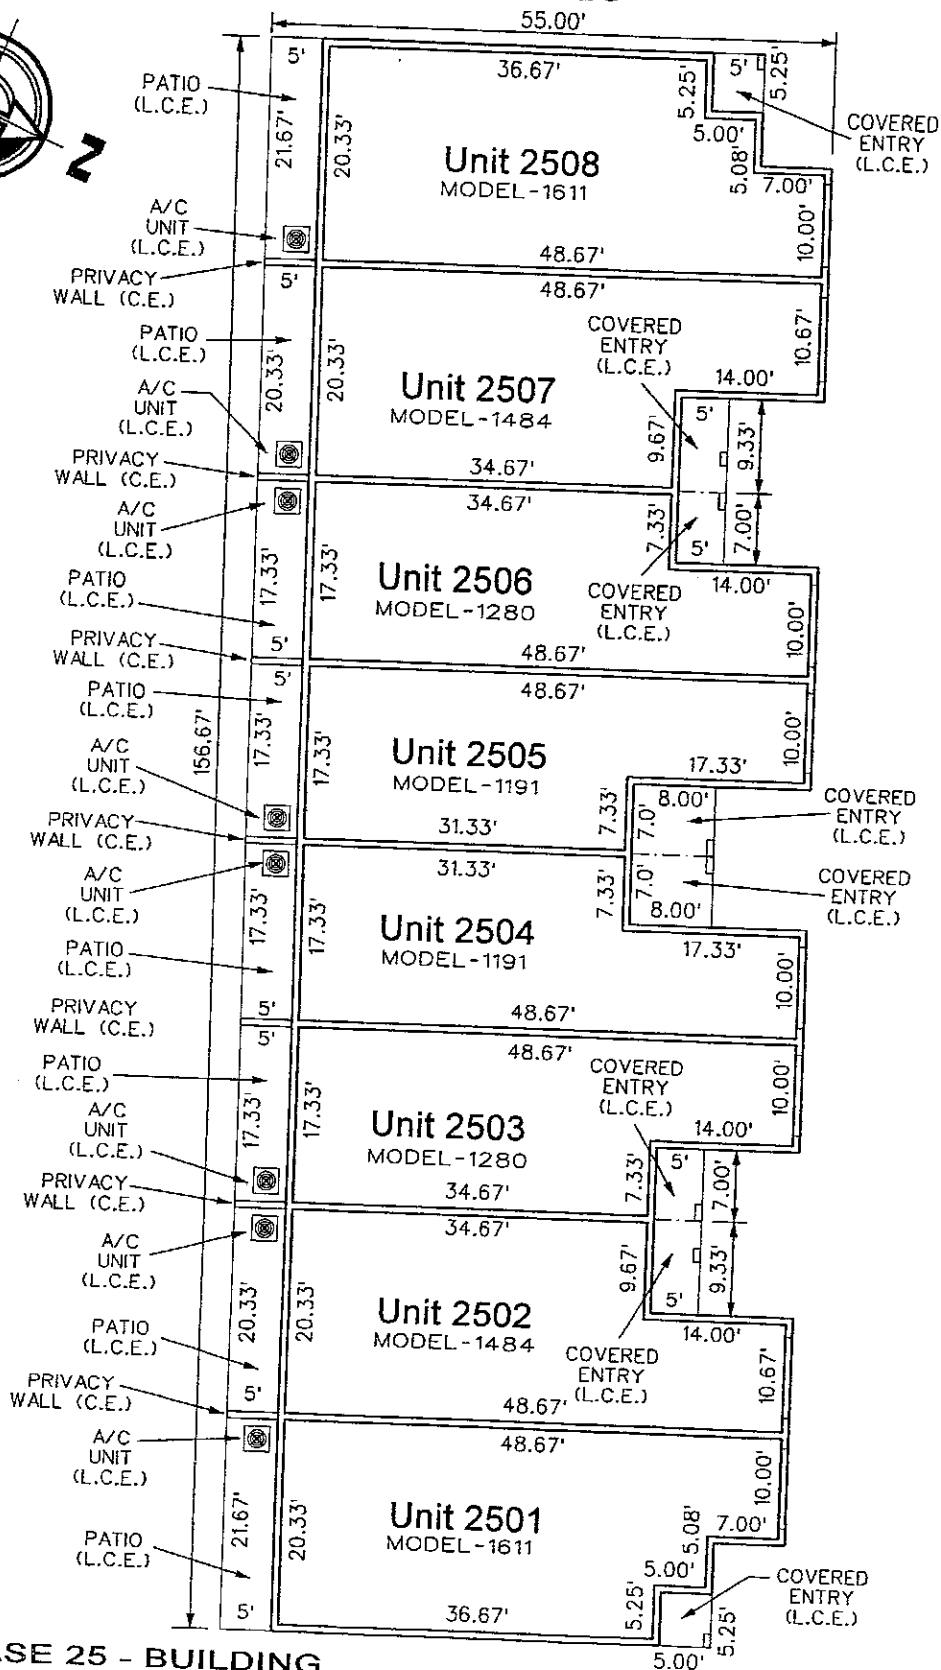 55.00'
5'
36.67'
5.25'
5'
5.25'
PATIO
(L.C.E.)
21.67'
20.33'
Unit 2508
MODEL-1611
5.00'
COVERED
ENTRY
(L.C.E.)
5.08'
7.00'
Z
A/C
UNIT
(L.C.E.)
48.67'
10.00'
PRIVACY
WALL (C.E.)
5'
48.67'
PATIO
(L.C.E.)
20.33'
20.33'
COVERED
ENTRY
(L.C.E.)
10.67'
Unit 2507
MODEL-1484
14.00'
A/C
UNIT
(L.C.E.)
5'
9.67'
9.33'
PRIVACY
WALL (C.E.)
34.67'
34.67'
A/C
UNIT
(L.C.E.)
7.33'
7.00'
5'
17.33'
17.33'
Unit 2506
MODEL-1280
14.00'
COVERED
ENTRY
(L.C.E.)
PATIO
(L.C.E.)
10.00'
5'
PRIVACY
WALL (C.E.)
48.67'
5'
48.67'
PATIO
(L.C.E.)
156.67'
17.33'
17.33'
Unit 2505
MODEL-1191
10.00'
17.33'
A/C
UNIT
(L.C.E.)
7.33'
7.0'
8.00'
COVERED
ENTRY
(L.C.E.)
PRIVACY
WALL (C.E.)
31.33'
31.33'
A/C
UNIT
(L.C.E.)
7.33'
7.0'
8.00'
COVERED
ENTRY
(L.C.E.)
17.33'
17.33'
Unit 2504
MODEL-1191
17.33'
PATIO
(L.C.E.)
10.00'
5'
48.67'
PRIVACY
WALL (C.E.)
5'
48.67'
PATIO
(L.C.E.)
COVERED
ENTRY
(L.C.E.)
10.00'
17.33'
17.33'
Unit 2503
MODEL-1280
14.00'
A/C
UNIT
(L.C.E.)
7.33'
5'
7.00'
PRIVACY
WALL (C.E.)
34.67'
34.67'
A/C
UNIT
(L.C.E.)
9.67'
9.33'
5'
20.33'
20.33'
Unit 2502
MODEL-1484
14.00'
PATIO
(L.C.E.)
COVERED
ENTRY
(L.C.E.)
10.67'
5'
PRIVACY
WALL (C.E.)
48.67'
48.67'
A/C
UNIT
(L.C.E.)
10.00'
21.67'
20.33'
Unit 2501
MODEL-1611
5.08'
7.00'
PATIO
(L.C.E.)
5.00'
COVERED
ENTRY
(L.C.E.)
5'
36.67'
5.25'
5.25'
5.00'
ASE 25 - BUILDING